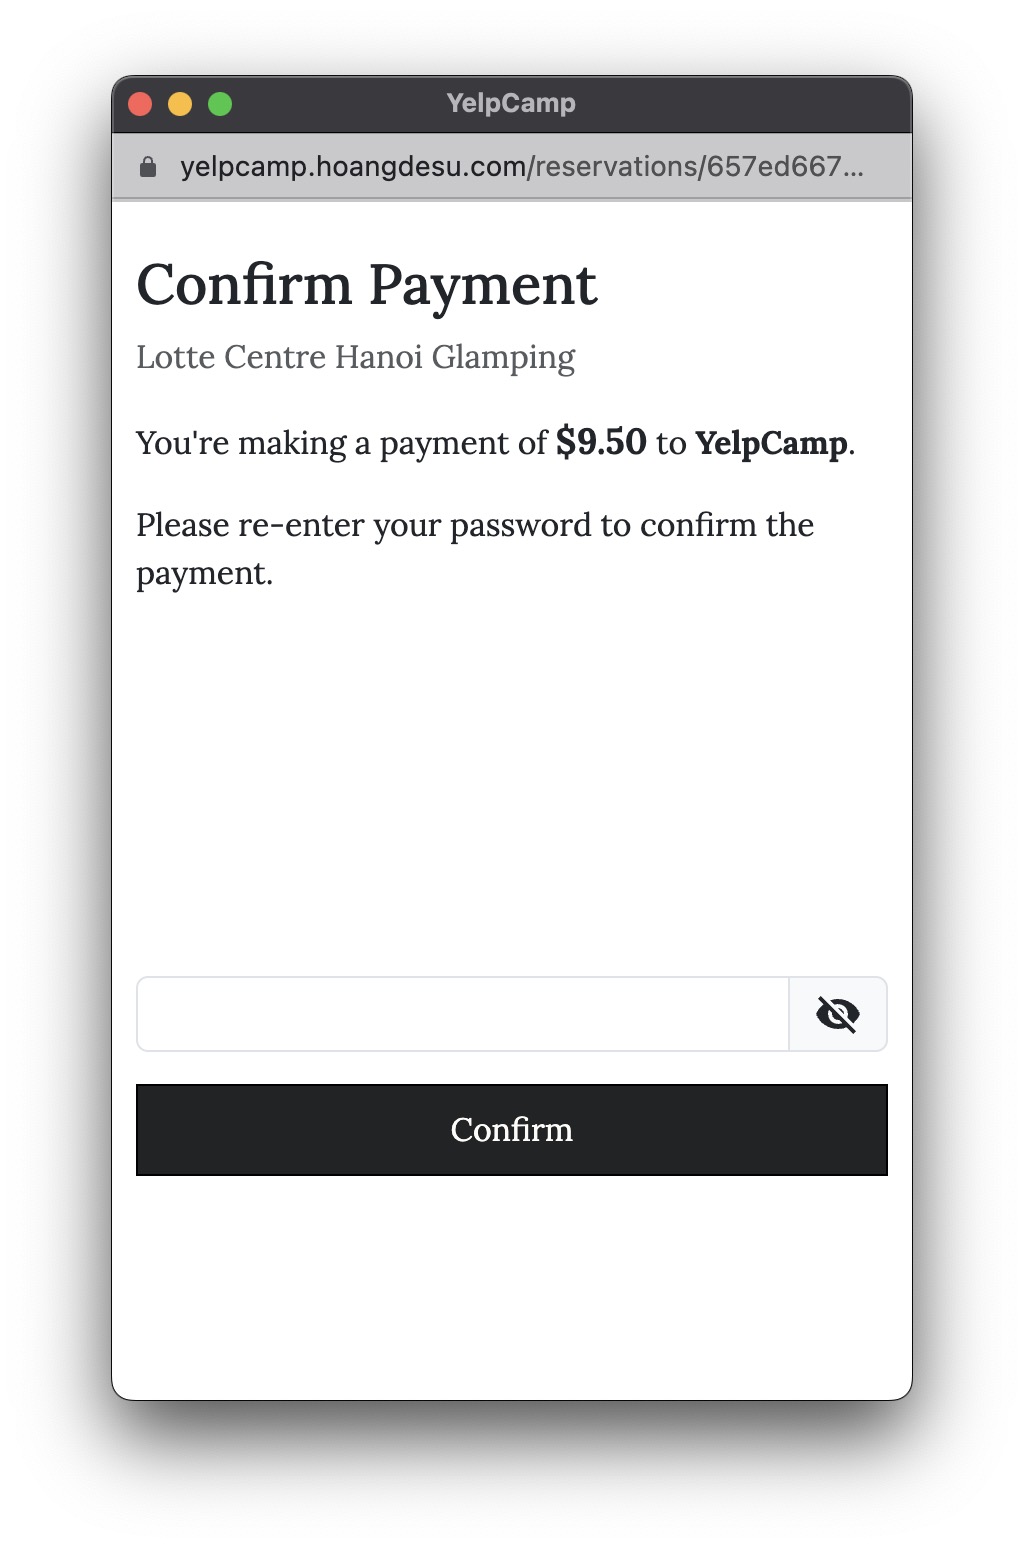 YelpCamp
yelpcamp.hoangdesu.com/reservations/657ed667...
Confirm Payment
Lotte Centre Hanoi Glamping
You're making a payment of $9.50 to YelpCamp.
Please re-enter your password to confirm the
payment.
Confirm